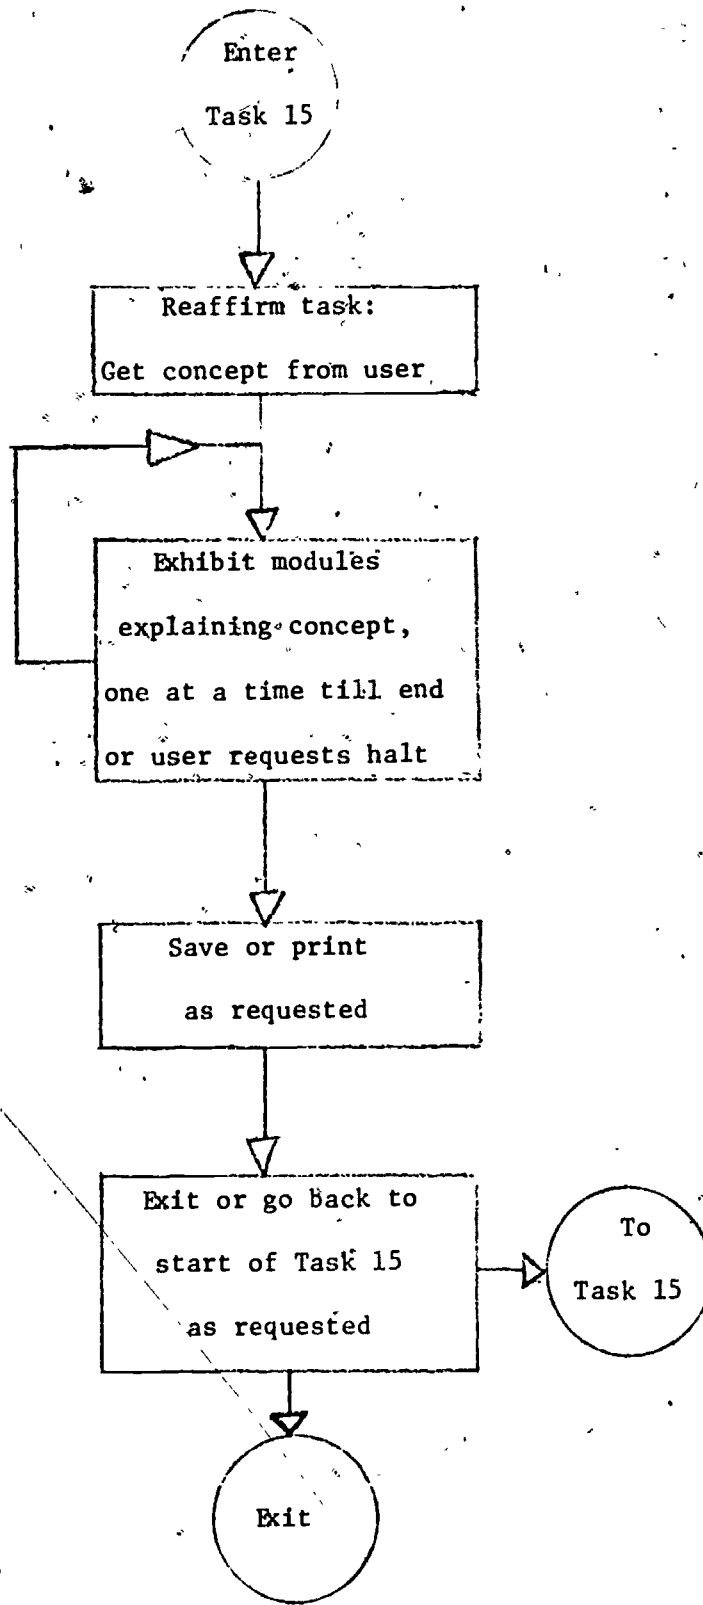 Enter
Task 15
Reaffirm task:
Get concept from user
Exhibit modules
explaining concept,
one at a time till end
or user requests halt
Save or print
as requested
Exit or go back to
start of Task 15
as requested
To
Task 15
Exit